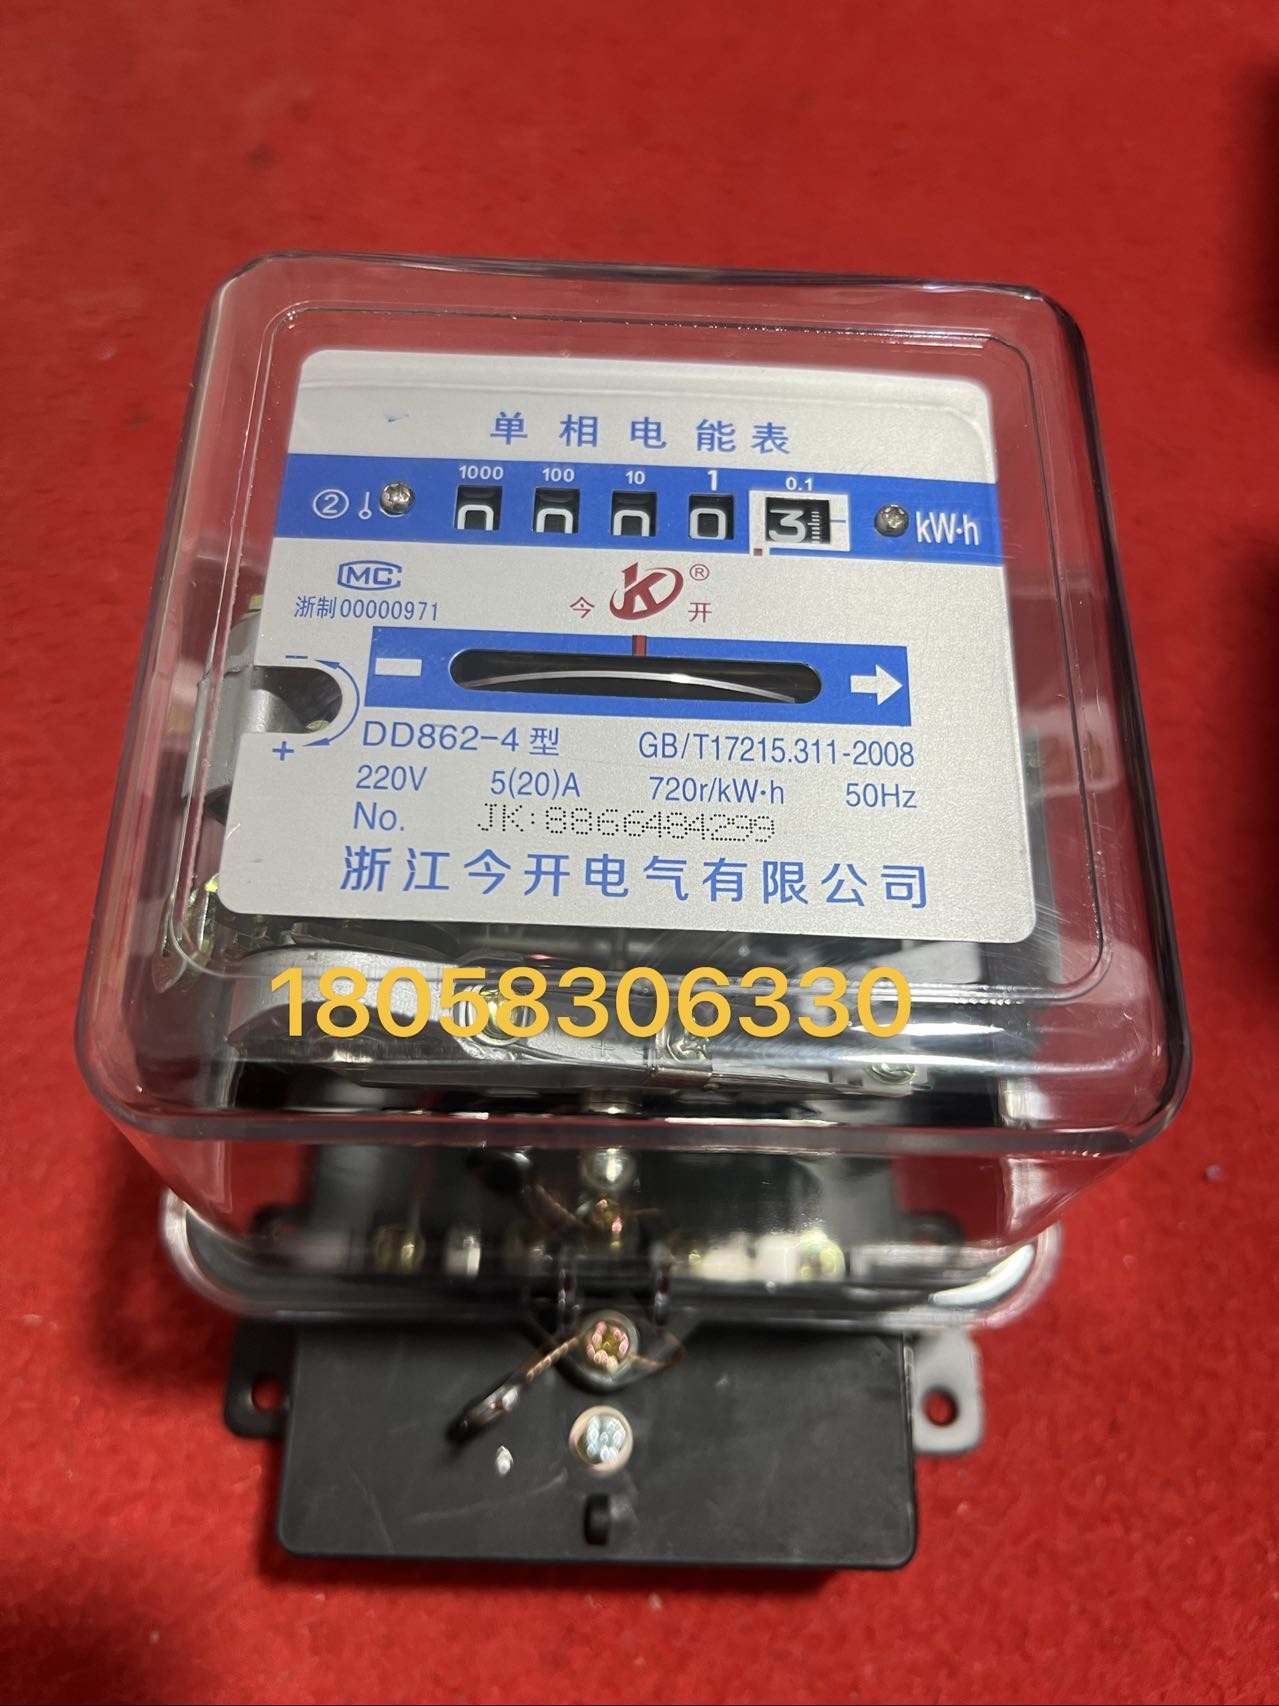 单相电能表
1000 100 10 1 0.1
② 0 0 0 0 3 kW·h
MC
浙制00000971
今 K ® 开
− +
DD862-4型 GB/T17215.311-2008
220V 5(20)A 720r/kW·h 50Hz
No. JK:8866484299
浙江今开电气有限公司
18058306330